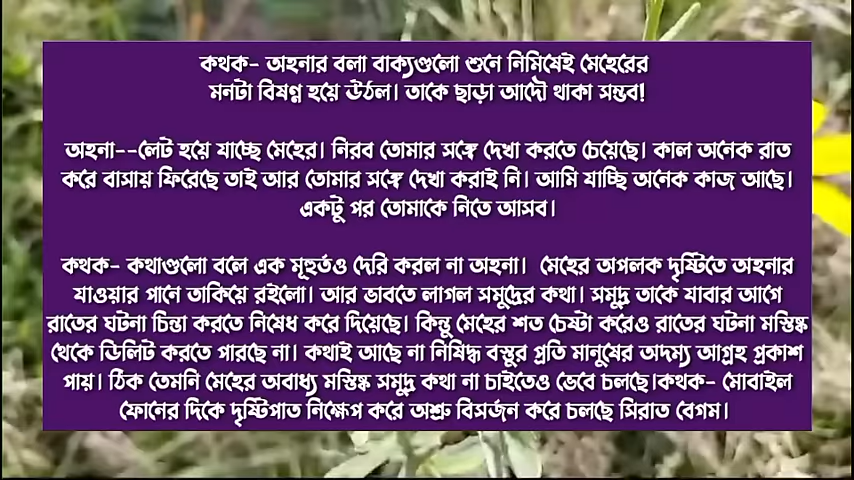 কথক- অহনার বলা বাক্যগুলো শুনে নিমিষেই মেহেরের
মনটা বিষণ্ণ হয়ে উঠল। তাকে ছাড়া আদৌ থাকা সম্ভব!
অহনা--লেট হয়ে যাচ্ছে মেহের। নিরব তোমার সঙ্গে দেখা করতে চেয়েছে। কাল অনেক রাত
করে বাসায় ফিরেছে তাই আর তোমার সঙ্গে দেখা করাই নি। আমি যাচ্ছি অনেক কাজ আছে।
একটু পর তোমাকে নিতে আসব।
কথক- কথাগুলো বলে এক মূহুর্তও দেরি করল না অহনা। মেহের অপলক দৃষ্টিতে অহনার
যাওয়ার পানে তাকিয়ে রইলো। আর ভাবতে লাগল সমুদ্রের কথা। সমুদ্র তাকে যাবার আগে
রাতের ঘটনা চিন্তা করতে নিষেধ করে দিয়েছে। কিন্তু মেহের শত চেষ্টা করেও রাতের ঘটনা মস্তিষ্ক
থেকে ডিলিট করতে পারছে না। কথাই আছে না নিষিদ্ধ বস্তুর প্রতি মানুষের অদম্য আগ্রহ প্রকাশ
পায়। ঠিক তেমনি মেহের অবাধ্য মস্তিষ্ক সমুদ্র কথা না চাইতেও ভেবে চলছে।কথক- মোবাইল
ফোনের দিকে দৃষ্টিপাত নিক্ষেপ করে অশ্রু বিসর্জন করে চলছে সিরাত বেগম।